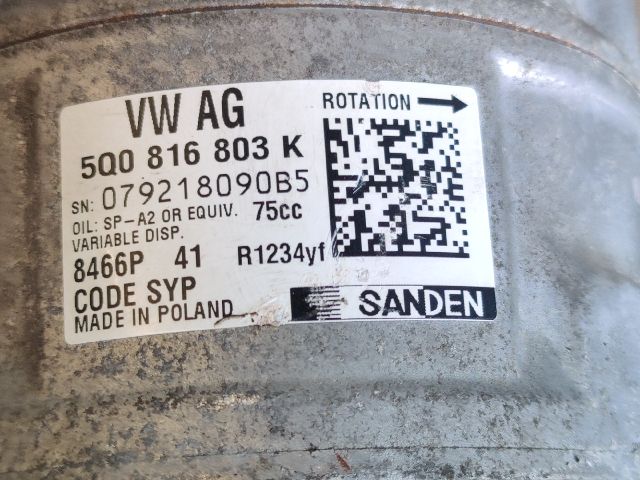 VW AG
ROTATION
5Q0 816 803 K
SN: 079218090B5
OIL: SP-A2 OR EQUIV. 75cc
VARIABLE DISP.
8466P 41 R1234yf
CODE SYP
MADE IN POLAND
SANDEN